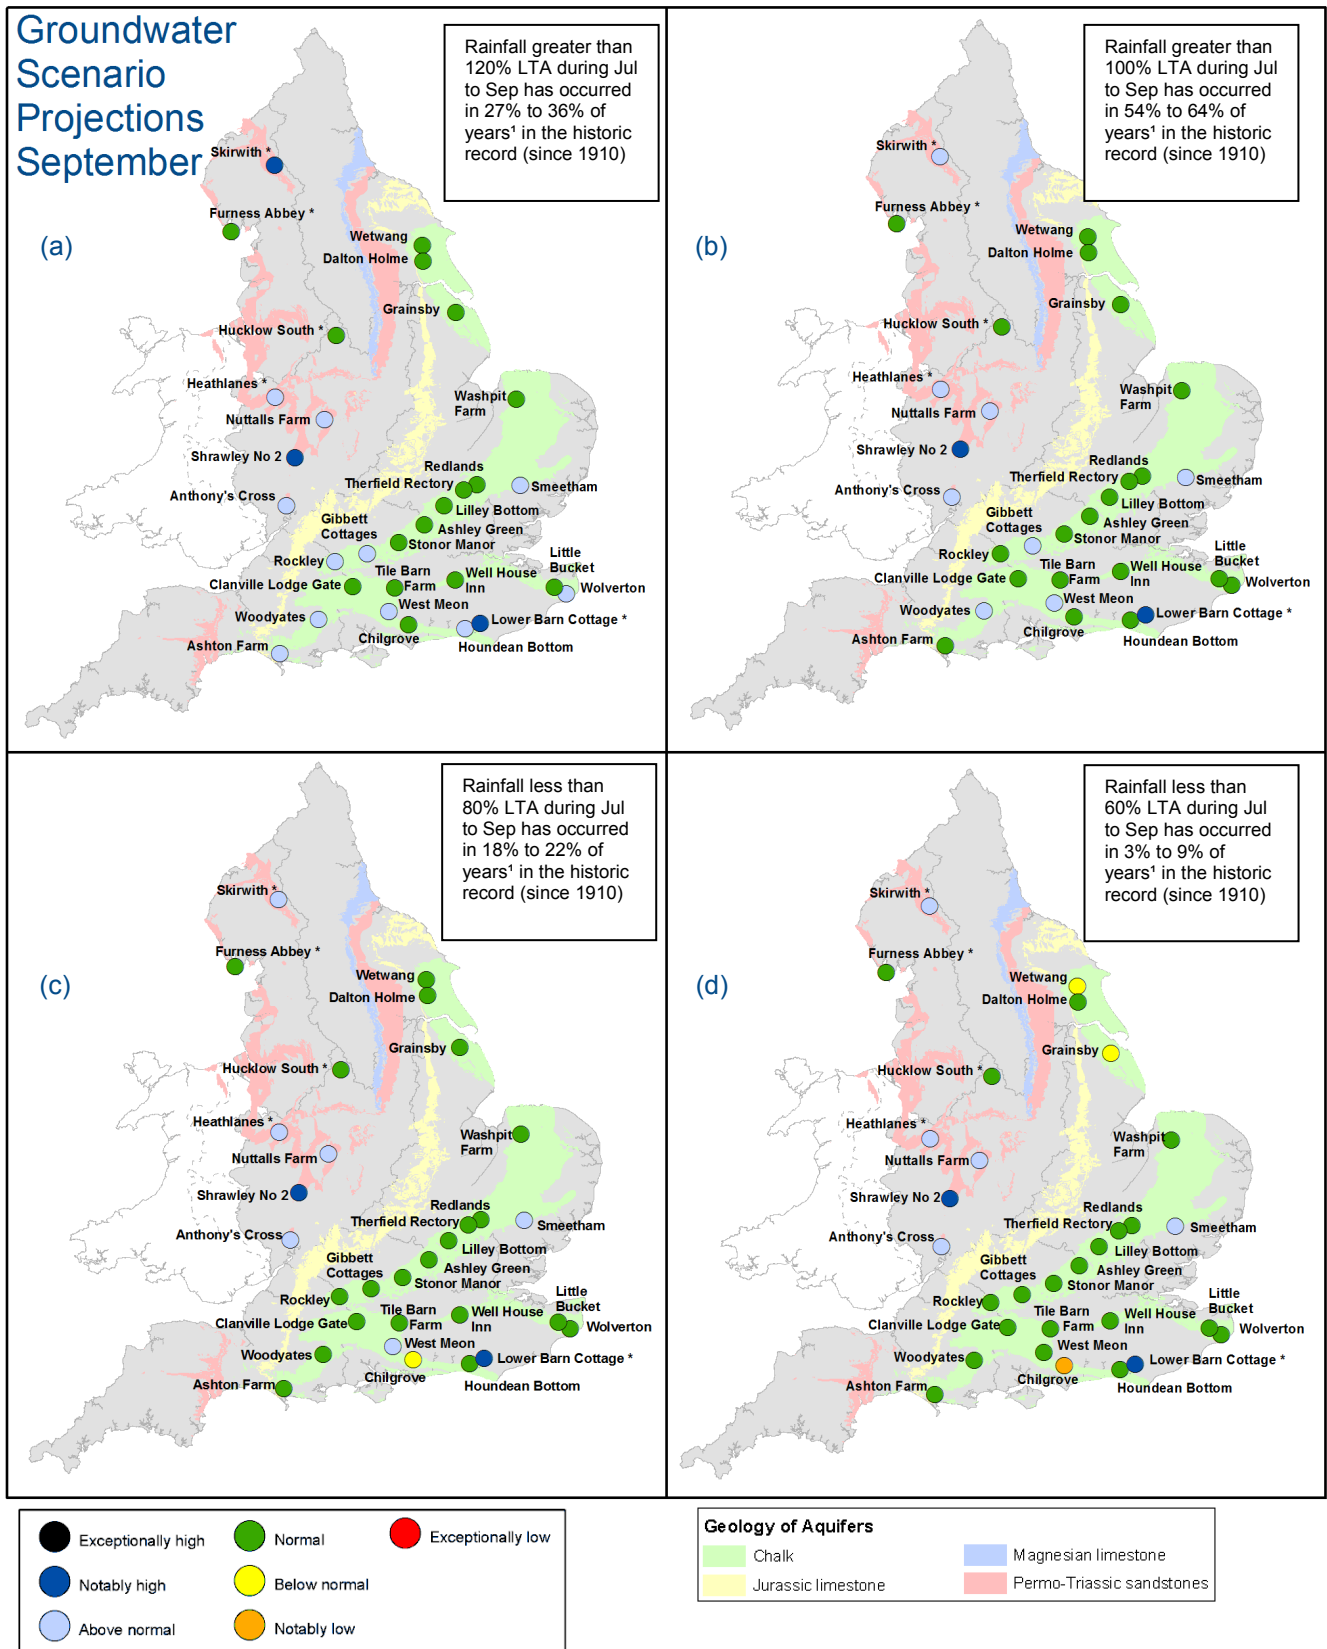 Groundwater
Scenario
Projections
September
Rainfall greater than
120% LTA during Jul
to Sep has occurred
in 27% to 36% of
years¹ in the historic
record (since 1910)
(a)
Skirwith *
Furness Abbey *
Wetwang
Dalton Holme
Grainsby
Hucklow South *
Heathlanes *
Nuttalls Farm
Washpit
Farm
Shrawley No 2
Redlands
Therfield Rectory
Smeetham
Anthony's Cross
Lilley Bottom
Gibbett
Cottages
Ashley Green
Stonor Manor
Rockley
Little
Bucket
Clanville Lodge Gate
Tile Barn
Farm
Well House
Inn
Wolverton
West Meon
Woodyates
Lower Barn Cottage *
Chilgrove
Ashton Farm
Houndean Bottom
Rainfall greater than
100% LTA during Jul
to Sep has occurred
in 54% to 64% of
years¹ in the historic
record (since 1910)
(b)
Skirwith *
Furness Abbey *
Wetwang
Dalton Holme
Grainsby
Hucklow South *
Heathlanes *
Nuttalls Farm
Washpit
Farm
Shrawley No 2
Redlands
Therfield Rectory
Smeetham
Anthony's Cross
Lilley Bottom
Gibbett
Cottages
Ashley Green
Stonor Manor
Rockley
Little
Bucket
Clanville Lodge Gate
Tile Barn
Farm
Well House
Inn
Wolverton
West Meon
Woodyates
Lower Barn Cottage *
Chilgrove
Ashton Farm
Houndean Bottom
Rainfall less than
80% LTA during Jul
to Sep has occurred
in 18% to 22% of
years¹ in the historic
record (since 1910)
(c)
Skirwith *
Furness Abbey *
Wetwang
Dalton Holme
Grainsby
Hucklow South *
Heathlanes *
Nuttalls Farm
Washpit
Farm
Shrawley No 2
Redlands
Therfield Rectory
Smeetham
Anthony's Cross
Lilley Bottom
Gibbett
Cottages
Ashley Green
Stonor Manor
Rockley
Little
Bucket
Clanville Lodge Gate
Tile Barn
Farm
Well House
Inn
Wolverton
West Meon
Woodyates
Lower Barn Cottage *
Chilgrove
Ashton Farm
Houndean Bottom
Rainfall less than
60% LTA during Jul
to Sep has occurred
in 3% to 9% of
years¹ in the historic
record (since 1910)
(d)
Skirwith *
Furness Abbey *
Wetwang
Dalton Holme
Grainsby
Hucklow South *
Heathlanes *
Nuttalls Farm
Washpit
Farm
Shrawley No 2
Redlands
Therfield Rectory
Smeetham
Anthony's Cross
Lilley Bottom
Gibbett
Cottages
Ashley Green
Stonor Manor
Rockley
Little
Bucket
Clanville Lodge Gate
Tile Barn
Farm
Well House
Inn
Wolverton
West Meon
Woodyates
Lower Barn Cottage *
Chilgrove
Ashton Farm
Houndean Bottom
Exceptionally high
Normal
Exceptionally low
Notably high
Below normal
Above normal
Notably low
Geology of Aquifers
Chalk
Magnesian limestone
Jurassic limestone
Permo-Triassic sandstones